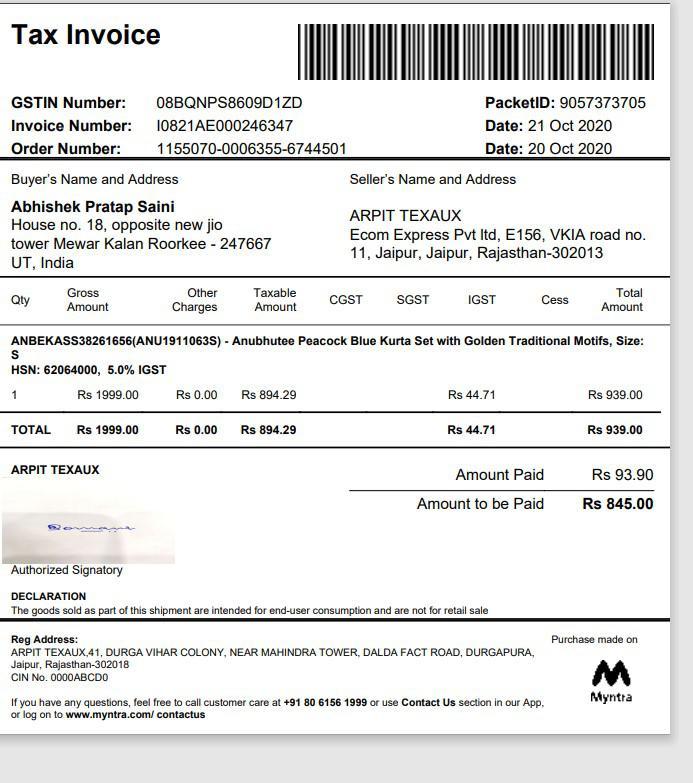 Tax Invoice
GSTIN Number: 08BQNPS8609D1ZD PacketID: 9057373705
Invoice Number: I0821AE000246347 Date: 21 Oct 2020
Order Number: 1155070-0006355-6744501 Date: 20 Oct 2020
Buyer's Name and Address
Abhishek Pratap Saini
House no. 18, opposite new jio
tower Mewar Kalan Roorkee - 247667
UT, India
Seller's Name and Address
ARPIT TEXAUX
Ecom Express Pvt ltd, E156, VKIA road no.
11, Jaipur, Jaipur, Rajasthan-302013
Qty Gross Amount Other Charges Taxable Amount CGST SGST IGST Cess Total Amount
ANBEKASS38261656(ANU1911063S) - Anubhutee Peacock Blue Kurta Set with Golden Traditional Motifs, Size:
S
HSN: 62064000, 5.0% IGST
1 Rs 1999.00 Rs 0.00 Rs 894.29 Rs 44.71 Rs 939.00
TOTAL Rs 1999.00 Rs 0.00 Rs 894.29 Rs 44.71 Rs 939.00
ARPIT TEXAUX
Amount Paid Rs 93.90
Amount to be Paid Rs 845.00
Authorized Signatory
DECLARATION
The goods sold as part of this shipment are intended for end-user consumption and are not for retail sale
Reg Address:
ARPIT TEXAUX,41, DURGA VIHAR COLONY, NEAR MAHINDRA TOWER, DALDA FACT ROAD, DURGAPURA,
Jaipur, Rajasthan-302018
CIN No. 0000ABCD0
If you have any questions, feel free to call customer care at +91 80 6156 1999 or use Contact Us section in our App,
or log on to www.myntra.com/ contactus
Purchase made on
Myntra